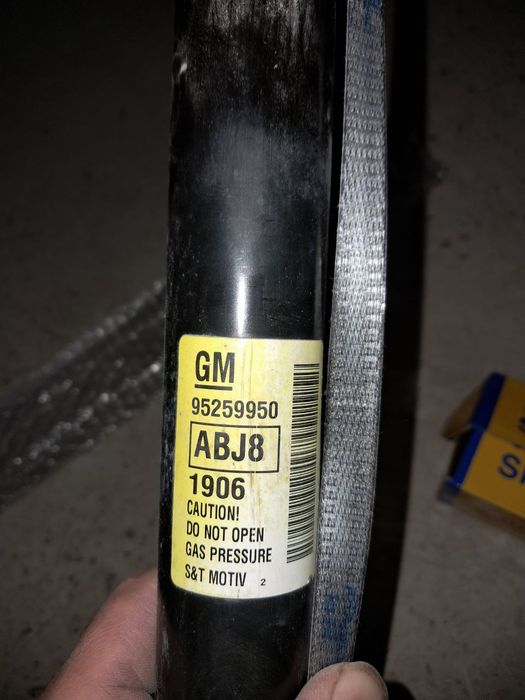 GM
95259950
ABJ8
1906
CAUTION!
DO NOT OPEN
GAS PRESSURE
S&T MOTIV 2